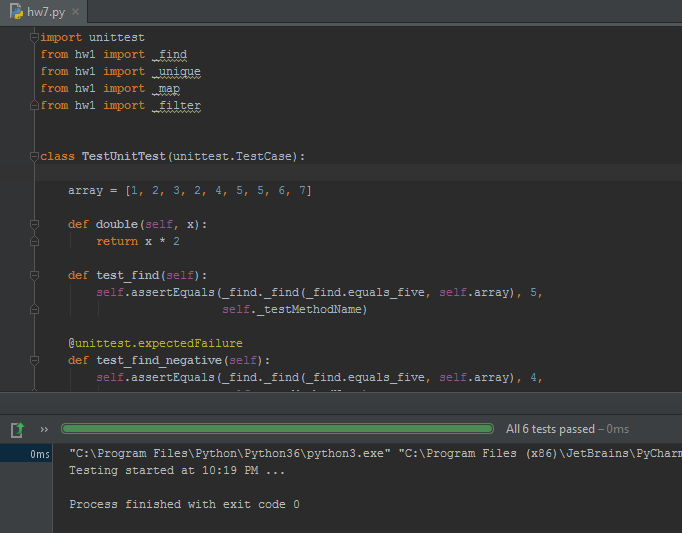 hw7.py
import unittest
from hw1 import _find
from hw1 import _unique
from hw1 import _map
from hw1 import _filter
class TestUnitTest(unittest.TestCase):
array = [1, 2, 3, 2, 4, 5, 5, 6, 7]
def double(self, x):
return x * 2
def test_find(self):
self.assertEquals(_find._find(_find.equals_five, self.array), 5,
self._testMethodName)
@unittest.expectedFailure
def test_find_negative(self):
self.assertEquals(_find._find(_find.equals_five, self.array), 4,
All 6 tests passed – 0ms
0ms
"C:\Program Files\Python\Python36\python3.exe" "C:\Program Files (x86)\JetBrains\PyCharm
Testing started at 10:19 PM ...
Process finished with exit code 0